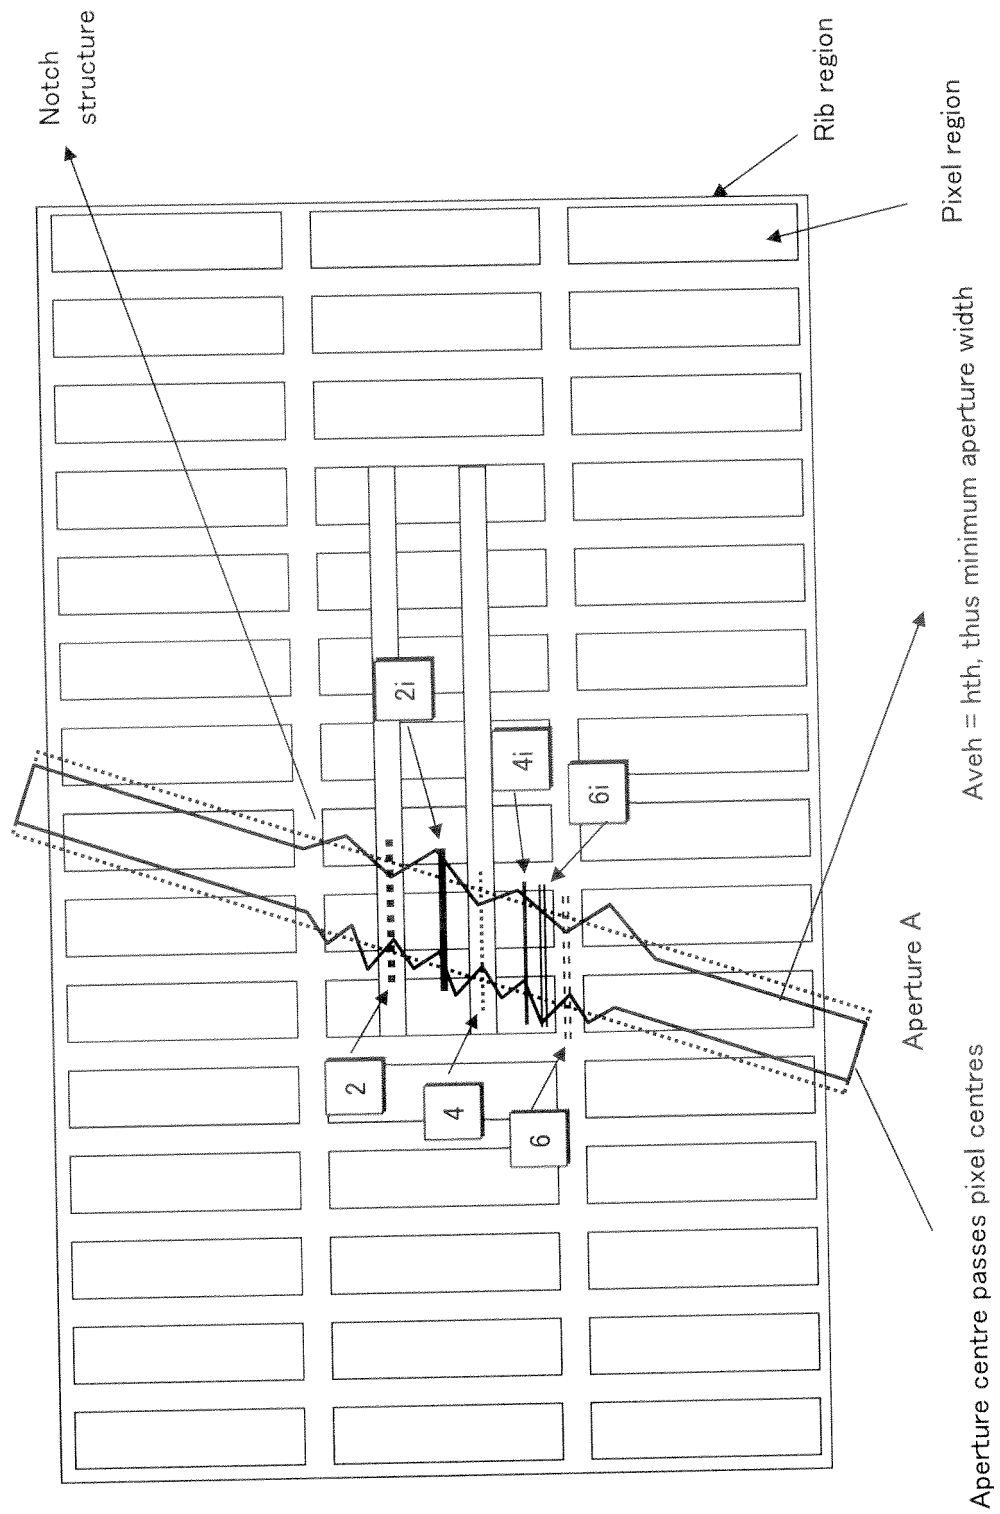 Notch
structure
Rib region
Pixel region
2i
4i
6i
2
4
6
Aveh = hth, thus minimum aperture width
Aperture A
Aperture centre passes pixel centres